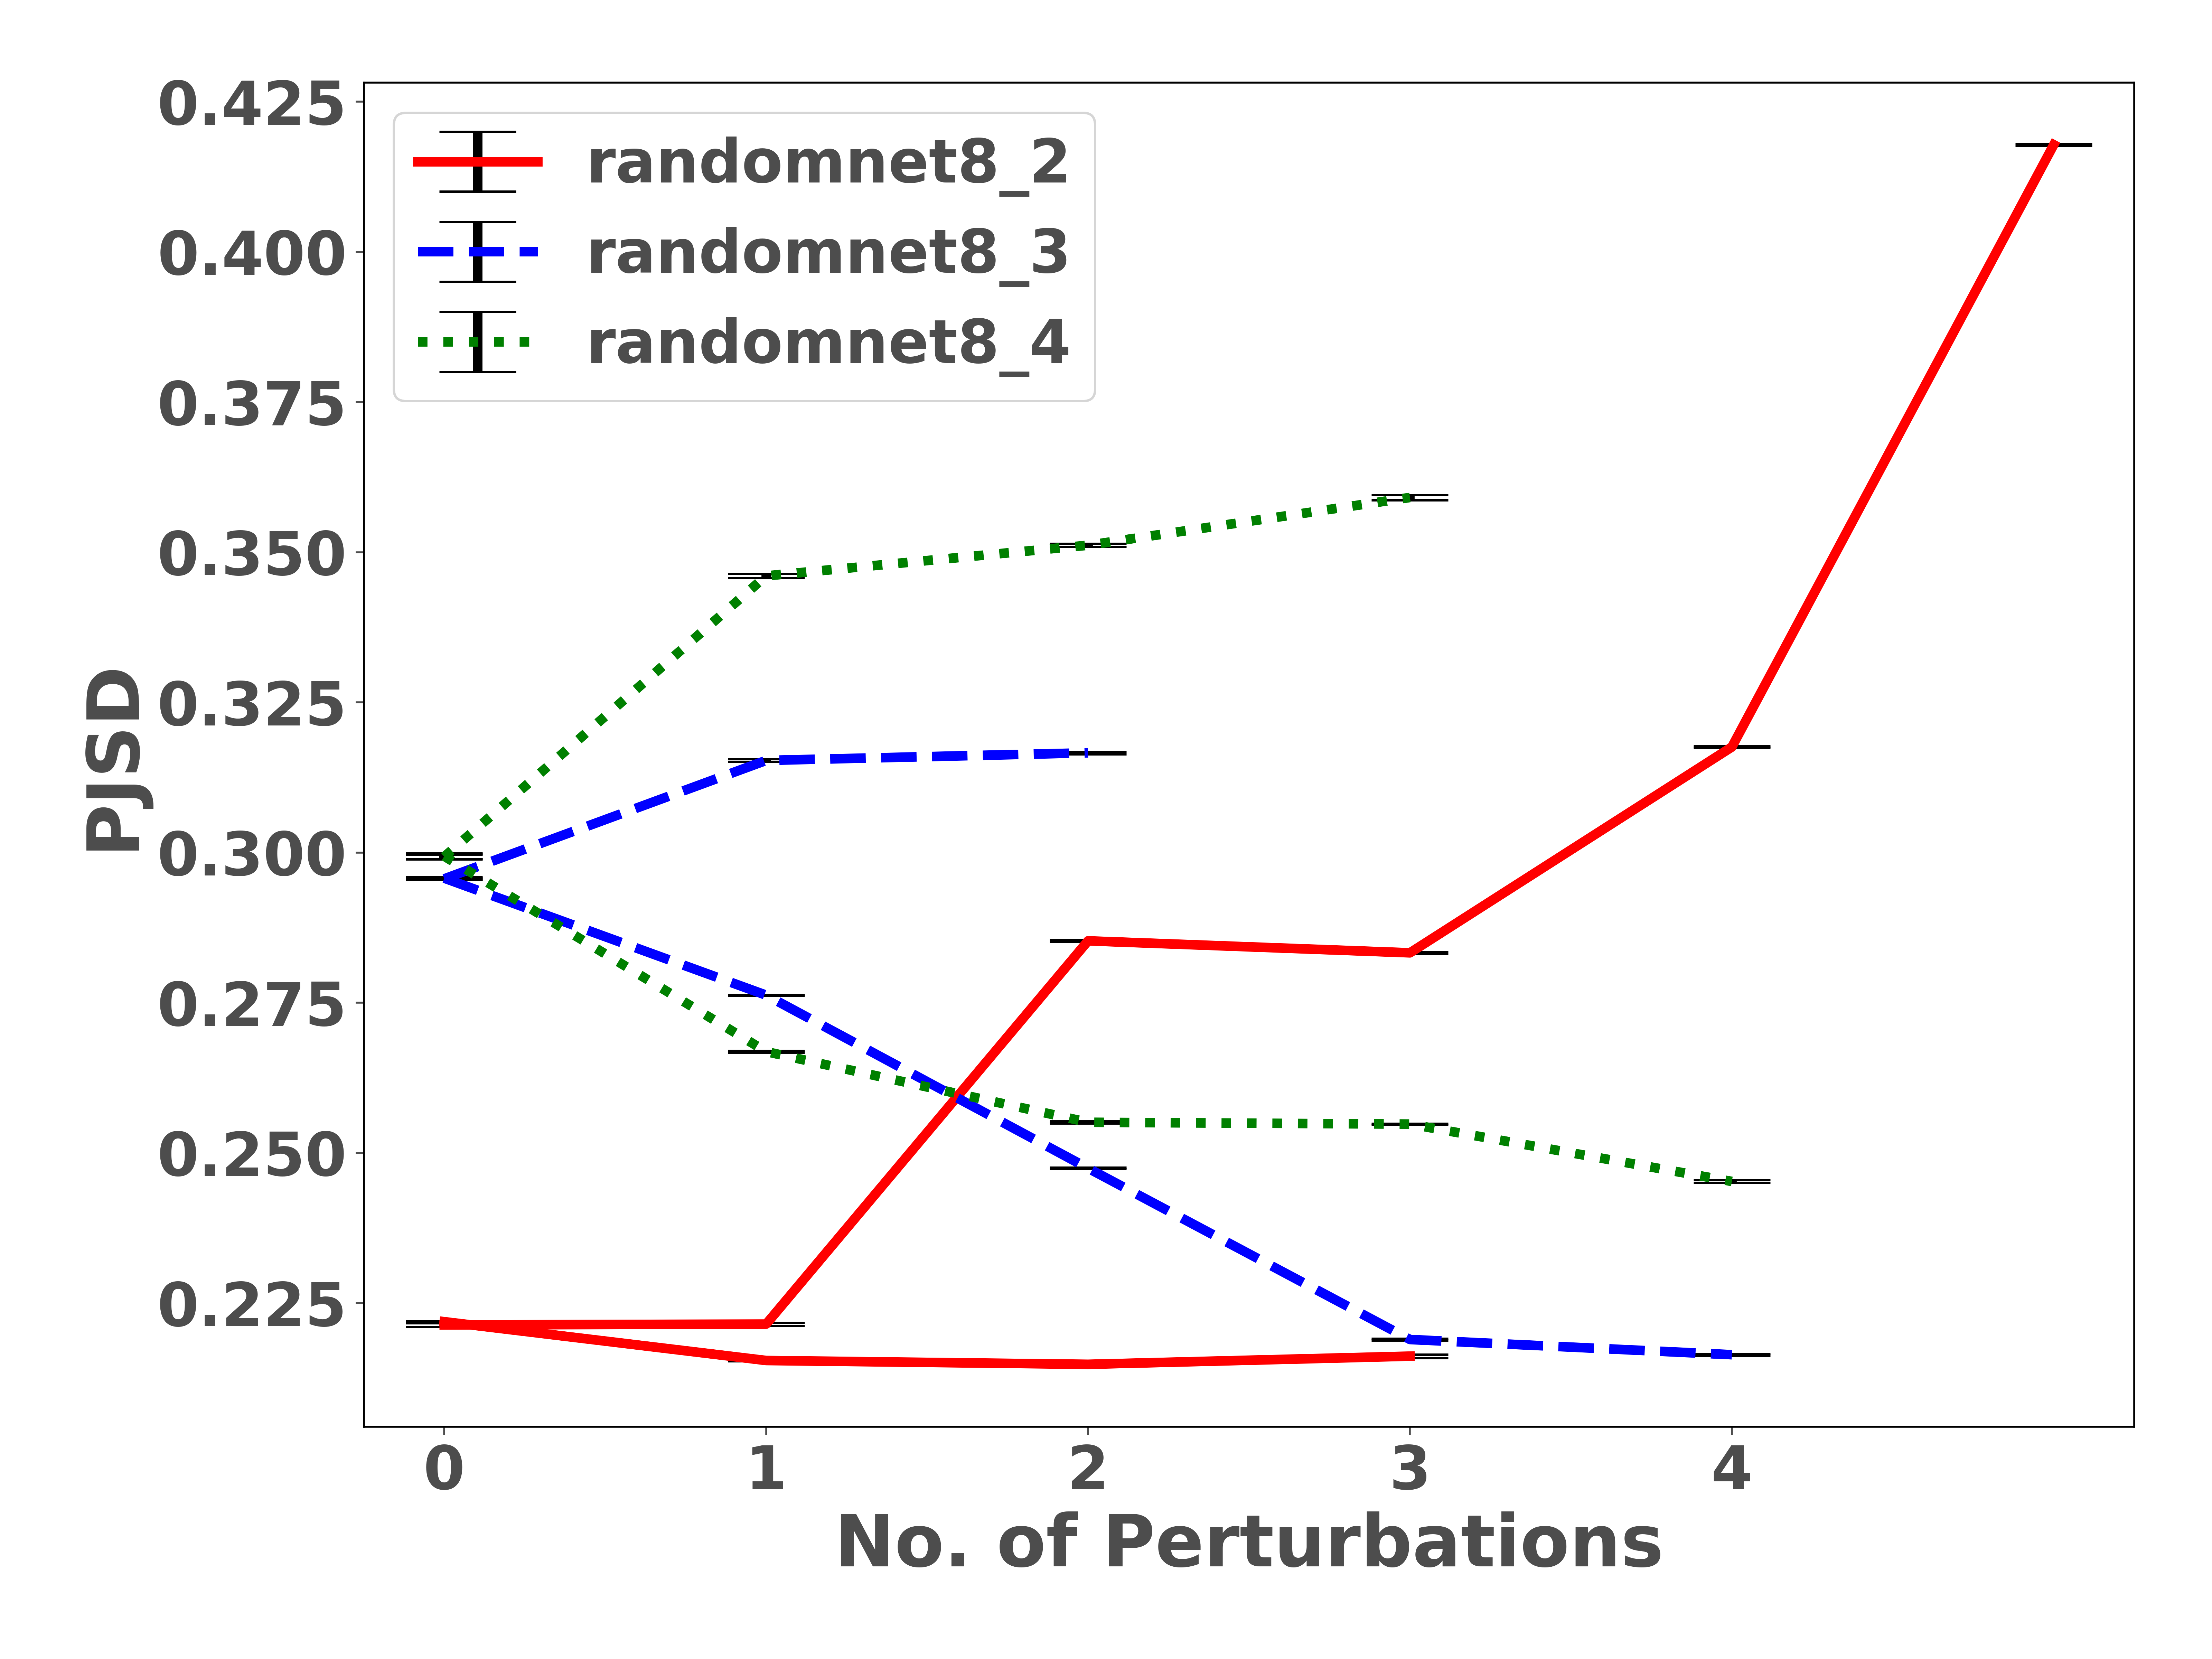 0.425
0.400
0.375
0.350
0.325
0.300
0.275
0.250
0.225
PJSD
randomnet8_2
randomnet8_3
randomnet8_4
0 1 2 3 4
No. of Perturbations